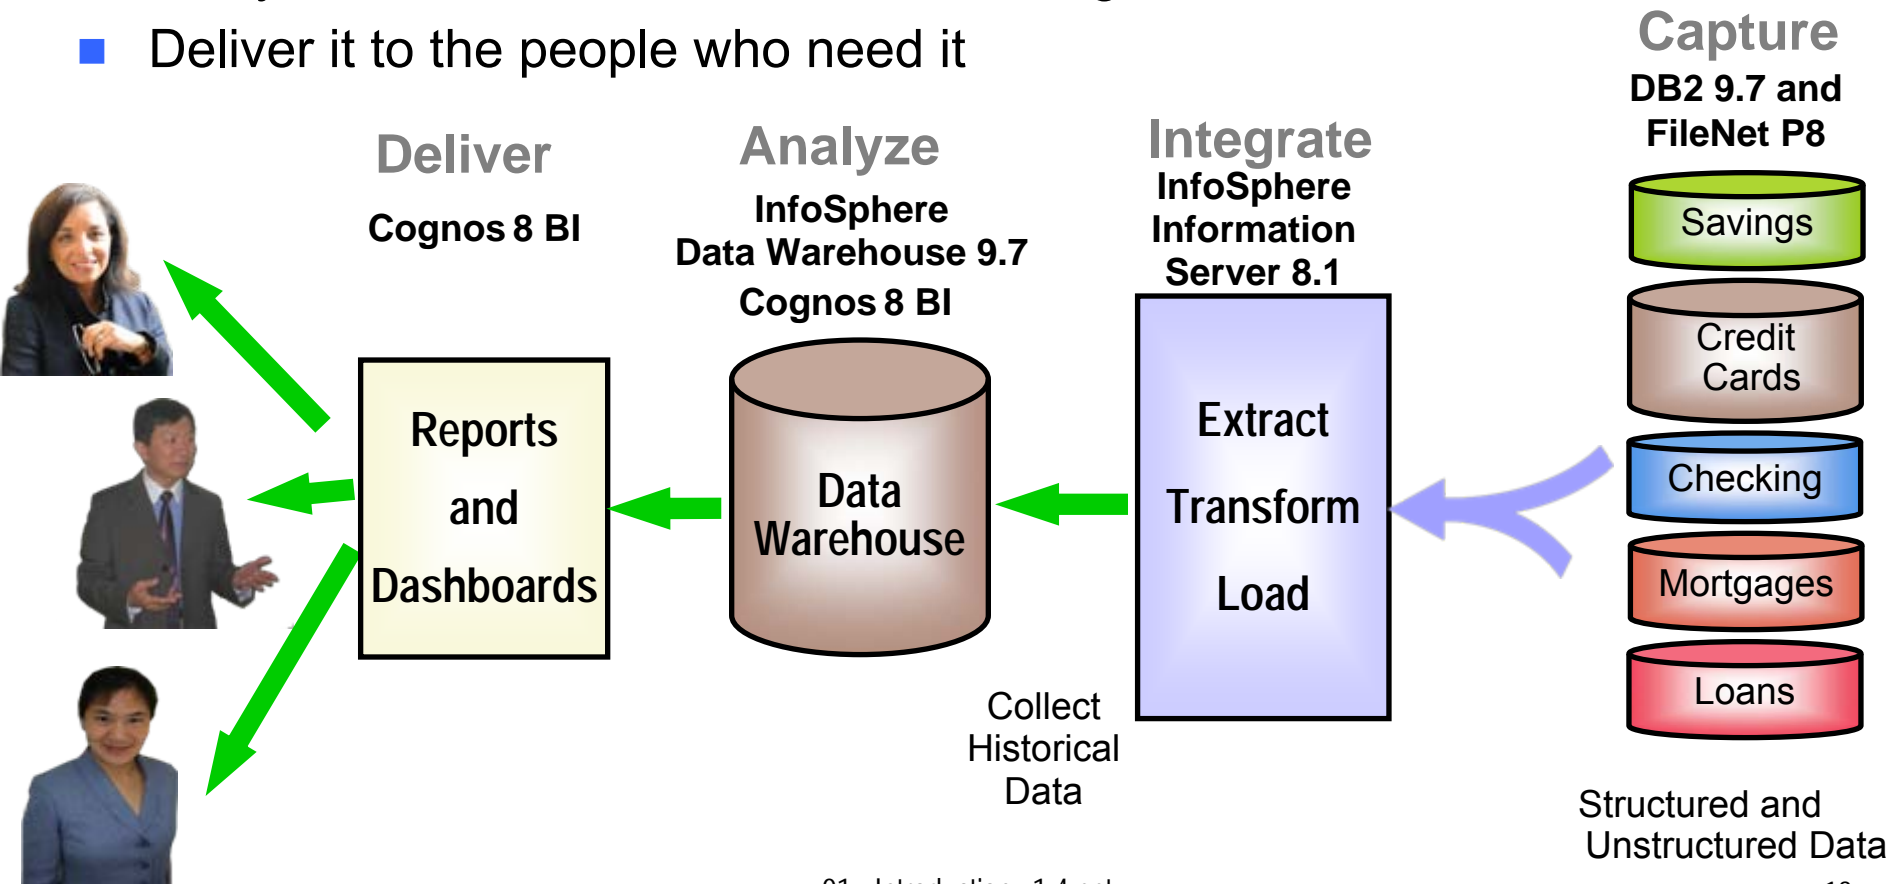 Deliver it to the people who need it
Capture
DB2 9.7 and
FileNet P8
Deliver
Cognos 8 BI
Analyze
InfoSphere
Data Warehouse 9.7
Cognos 8 BI
Integrate
InfoSphere
Information
Server 8.1
Savings
Credit
Cards
Checking
Mortgages
Loans
Reports
and
Dashboards
Data
Warehouse
Extract
Transform
Load
Collect
Historical
Data
Structured and
Unstructured Data